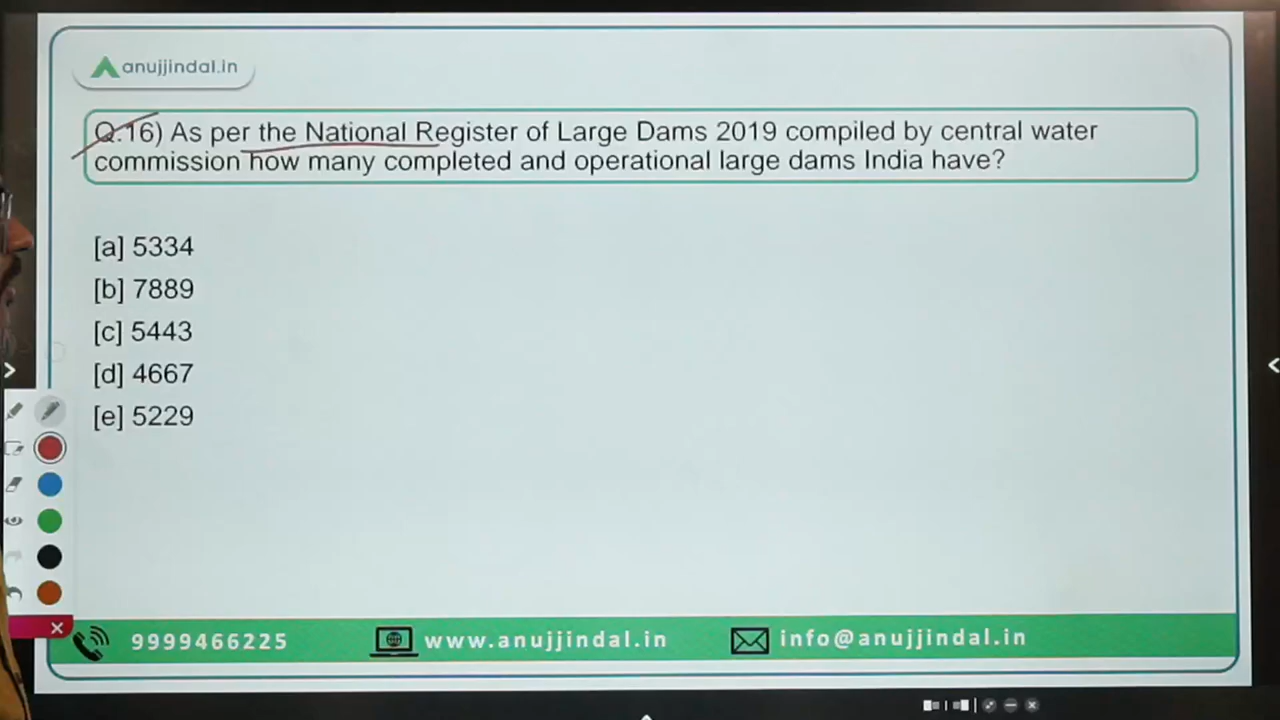 anujjindal.in
Q.16) As per the National Register of Large Dams 2019 compiled by central water
commission how many completed and operational large dams India have?
[a] 5334
[b] 7889
[c] 5443
[d] 4667
[e] 5229
9999466225 www.anujjindal.in info@anujjindal.in